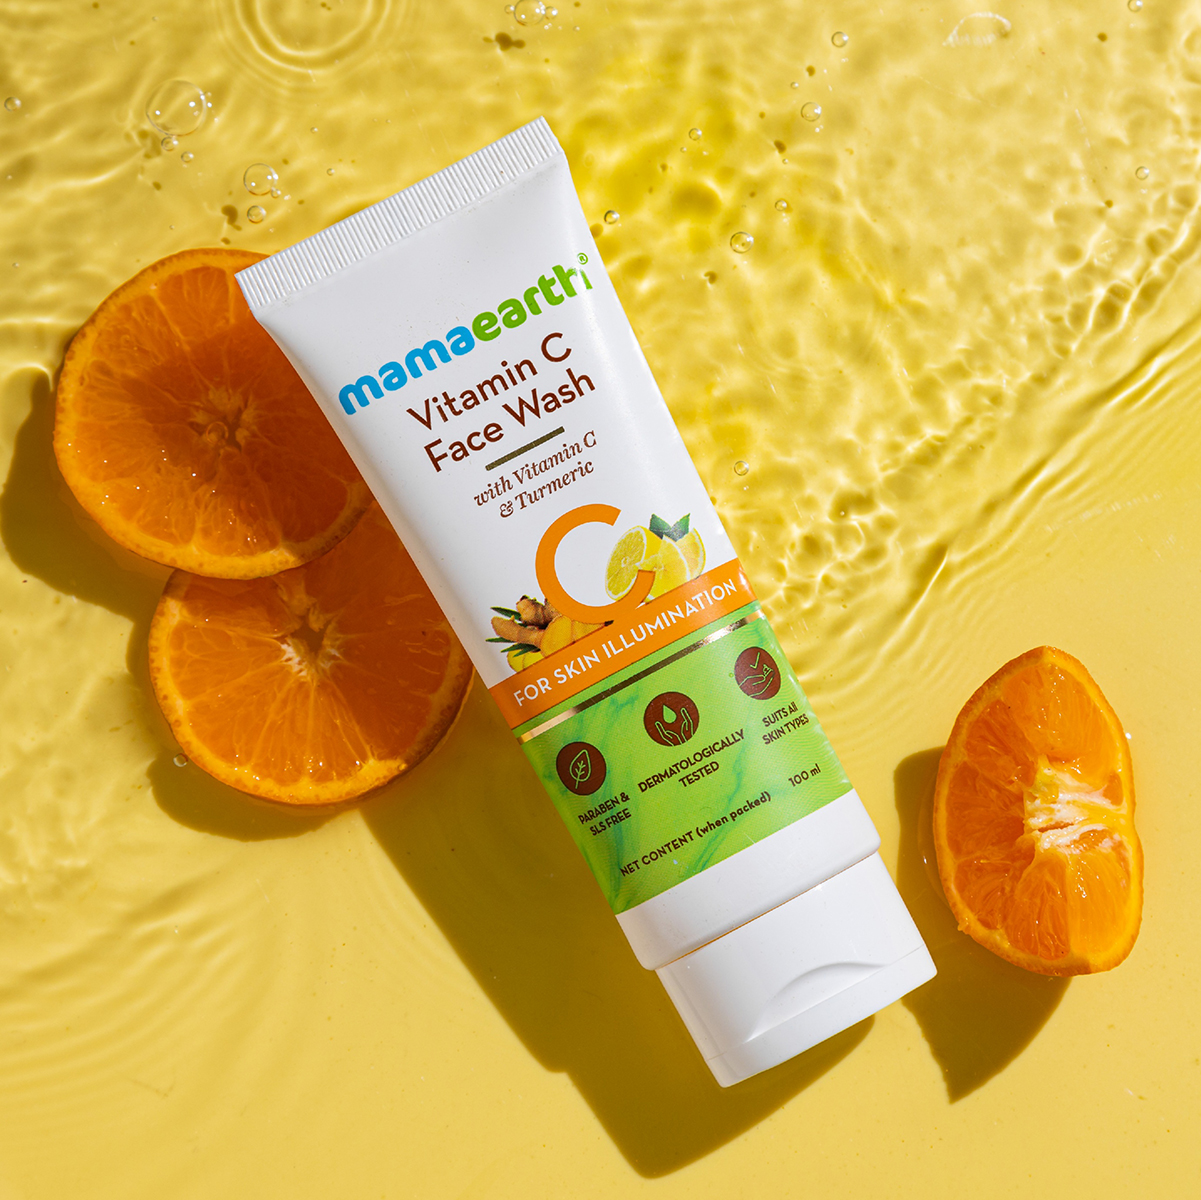 mamaearth®
Vitamin C
Face Wash
with Vitamin C
& Turmeric
C
FOR SKIN ILLUMINATION
PARABEN &
SLS FREE
DERMATOLOGICALLY
TESTED
SUITS All
SKIN TYPES
NET CONTENT (when packed) 100 ml